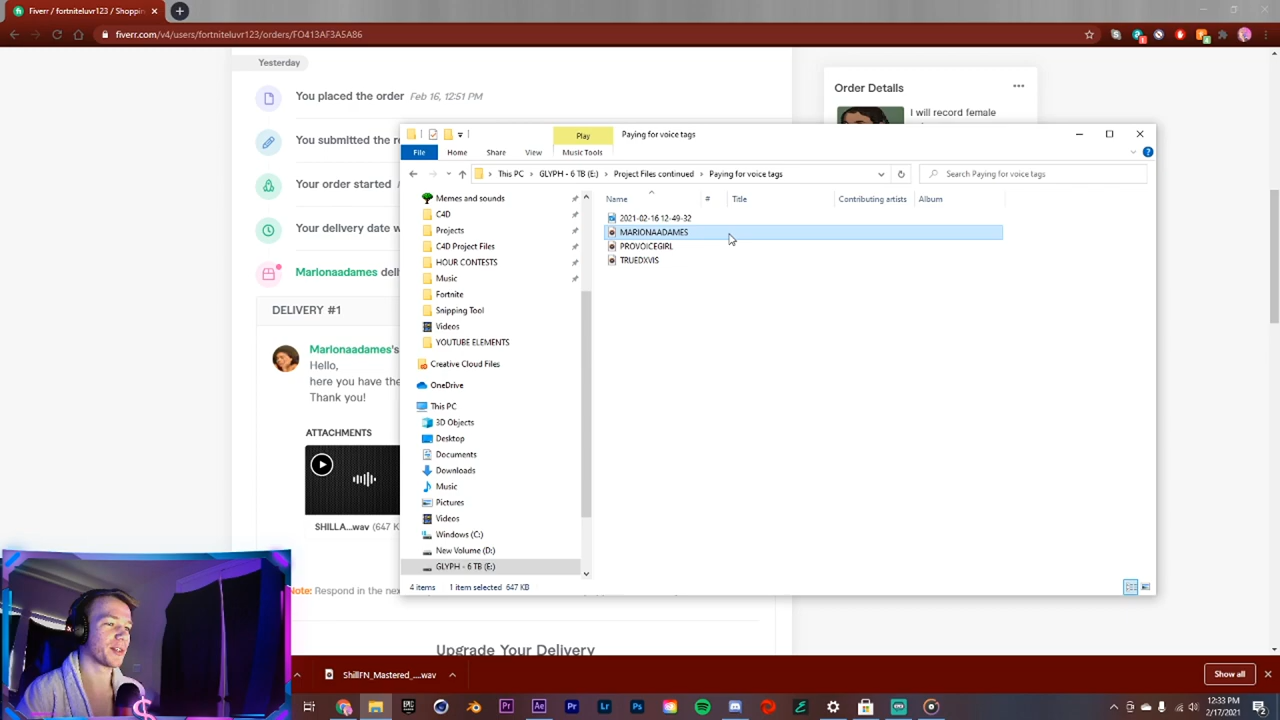 Fiverr / fortniteluvr123 / Shoppin
fiverr.com/v4/users/fortniteluvr123/orders/FO413AF3A5A86
Yesterday
You placed the order Feb 16, 12:51 PM
You submitted the re
Your order started
Your delivery date w
Marionaadames deli
DELIVERY #1
Marionaadames's
Hello,
here you have the
Thank you!
ATTACHMENTS
SHILLA...wav (647 K
Note: Respond in the nex
Upgrade Your Delivery
Order Details
I will record female
Play
Paying for voice tags
File
Home
Share
View
Music Tools
This PC
GLYPH - 6 TB (E:)
Project Files continued
Paying for voice tags
Search Paying for voice tags
Memes and sounds
C4D
Projects
C4D Project Files
HOUR CONTESTS
Music
Fortnite
Snipping Tool
Videos
YOUTUBE ELEMENTS
Creative Cloud Files
OneDrive
This PC
3D Objects
Desktop
Documents
Downloads
Music
Pictures
Videos
Windows (C:)
New Volume (D:)
GLYPH - 6 TB (E:)
Name
#
Title
Contributing artists
Album
2021-02-16 12-49-32
MARIONAADAMES
PROVOICEGIRL
TRUEDXVIS
4 items
1 item selected 647 KB
ShillFN_Mastered_....wav
Show all
12:33 PM
2/17/2021